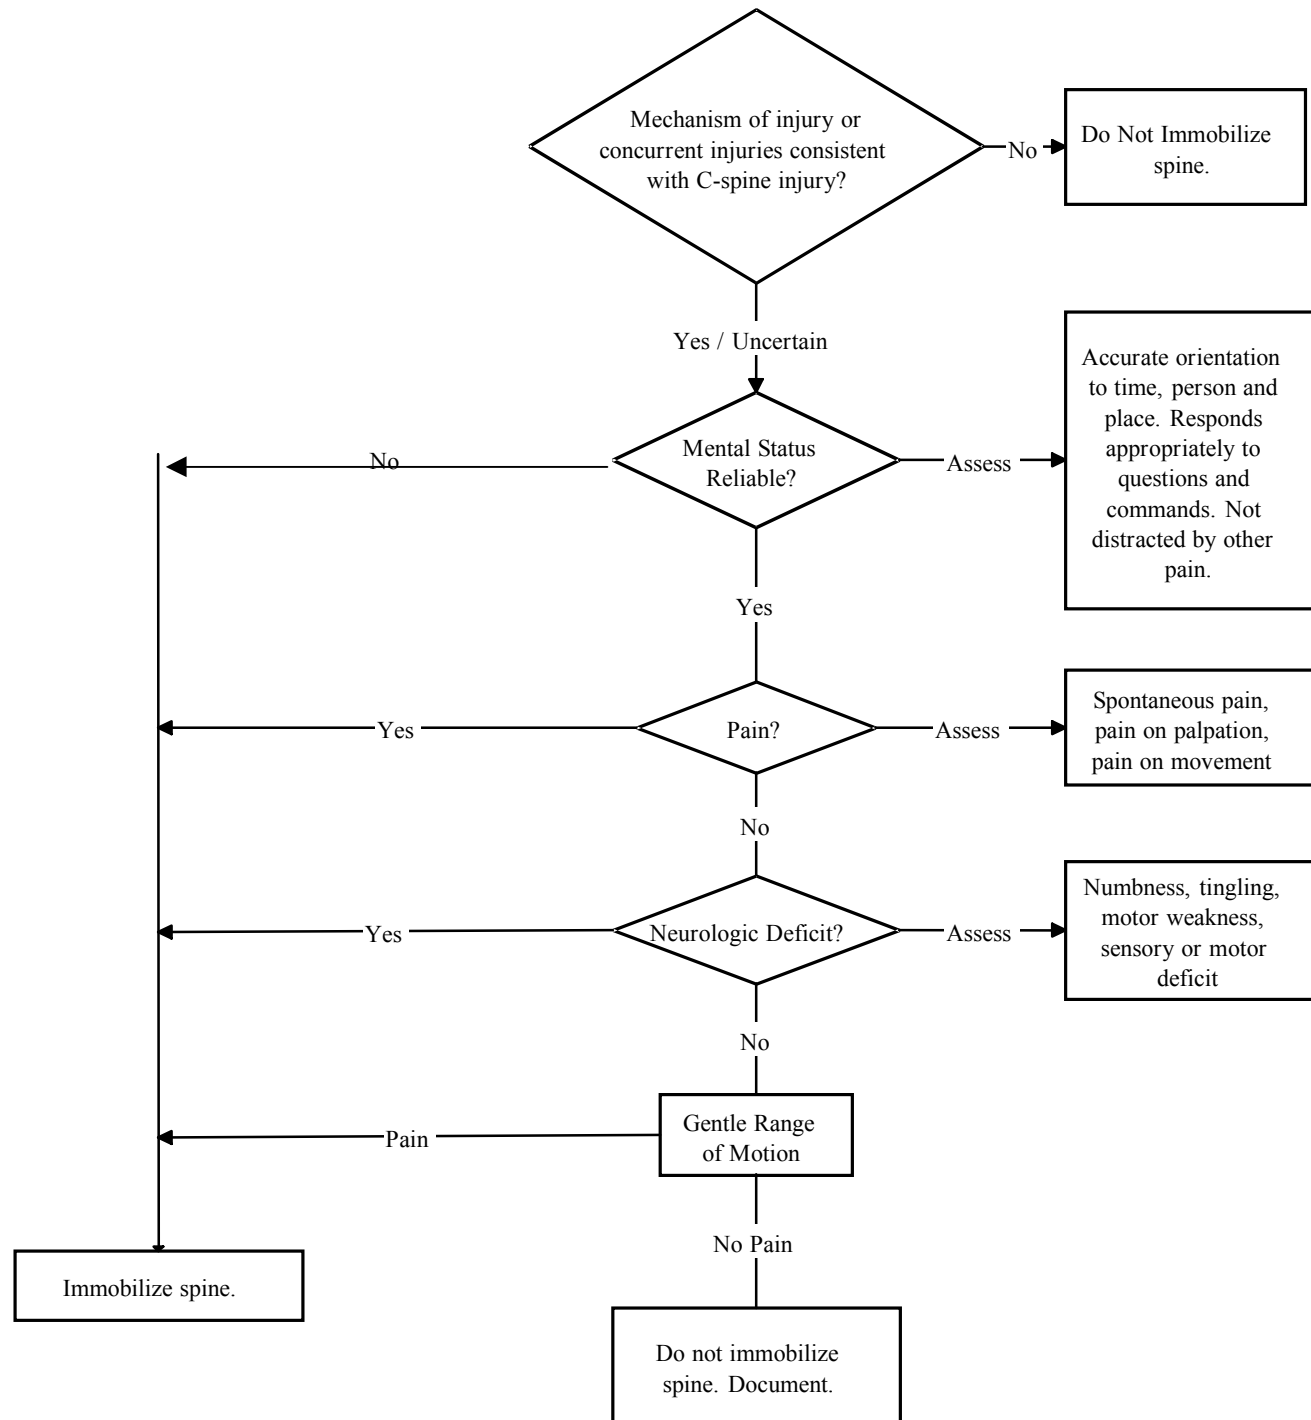 Mechanism of injury or
concurrent injuries consistent
with C-spine injury?
No
Do Not Immobilize
spine.
Yes / Uncertain
Mental Status
Reliable?
No
Assess
Accurate orientation
to time, person and
place. Responds
appropriately to
questions and
commands. Not
distracted by other
pain.
Yes
Pain?
Yes
Assess
Spontaneous pain,
pain on palpation,
pain on movement
No
Neurologic Deficit?
Yes
Assess
Numbness, tingling,
motor weakness,
sensory or motor
deficit
No
Gentle Range
of Motion
Pain
No Pain
Immobilize spine.
Do not immobilize
spine. Document.